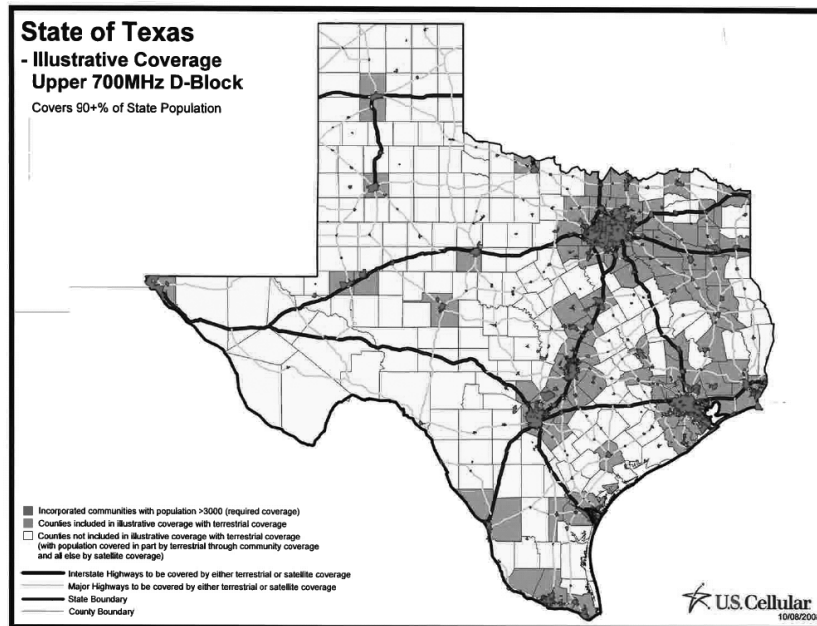 State of Texas
- Illustrative Coverage
Upper 700MHz D-Block
Covers 90+% of State Population
Incorporated communities with population >3000 (required coverage)
Counties included in illustrative coverage with terrestrial coverage
Counties not included in illustrative coverage with terrestrial coverage
(with population covered in part by terrestrial through community coverage
and all else by satellite coverage)
Interstate Highways to be covered by either terrestrial or satellite coverage
Major Highways to be covered by either terrestrial or satellite coverage
State Boundary
County Boundary
U.S. Cellular